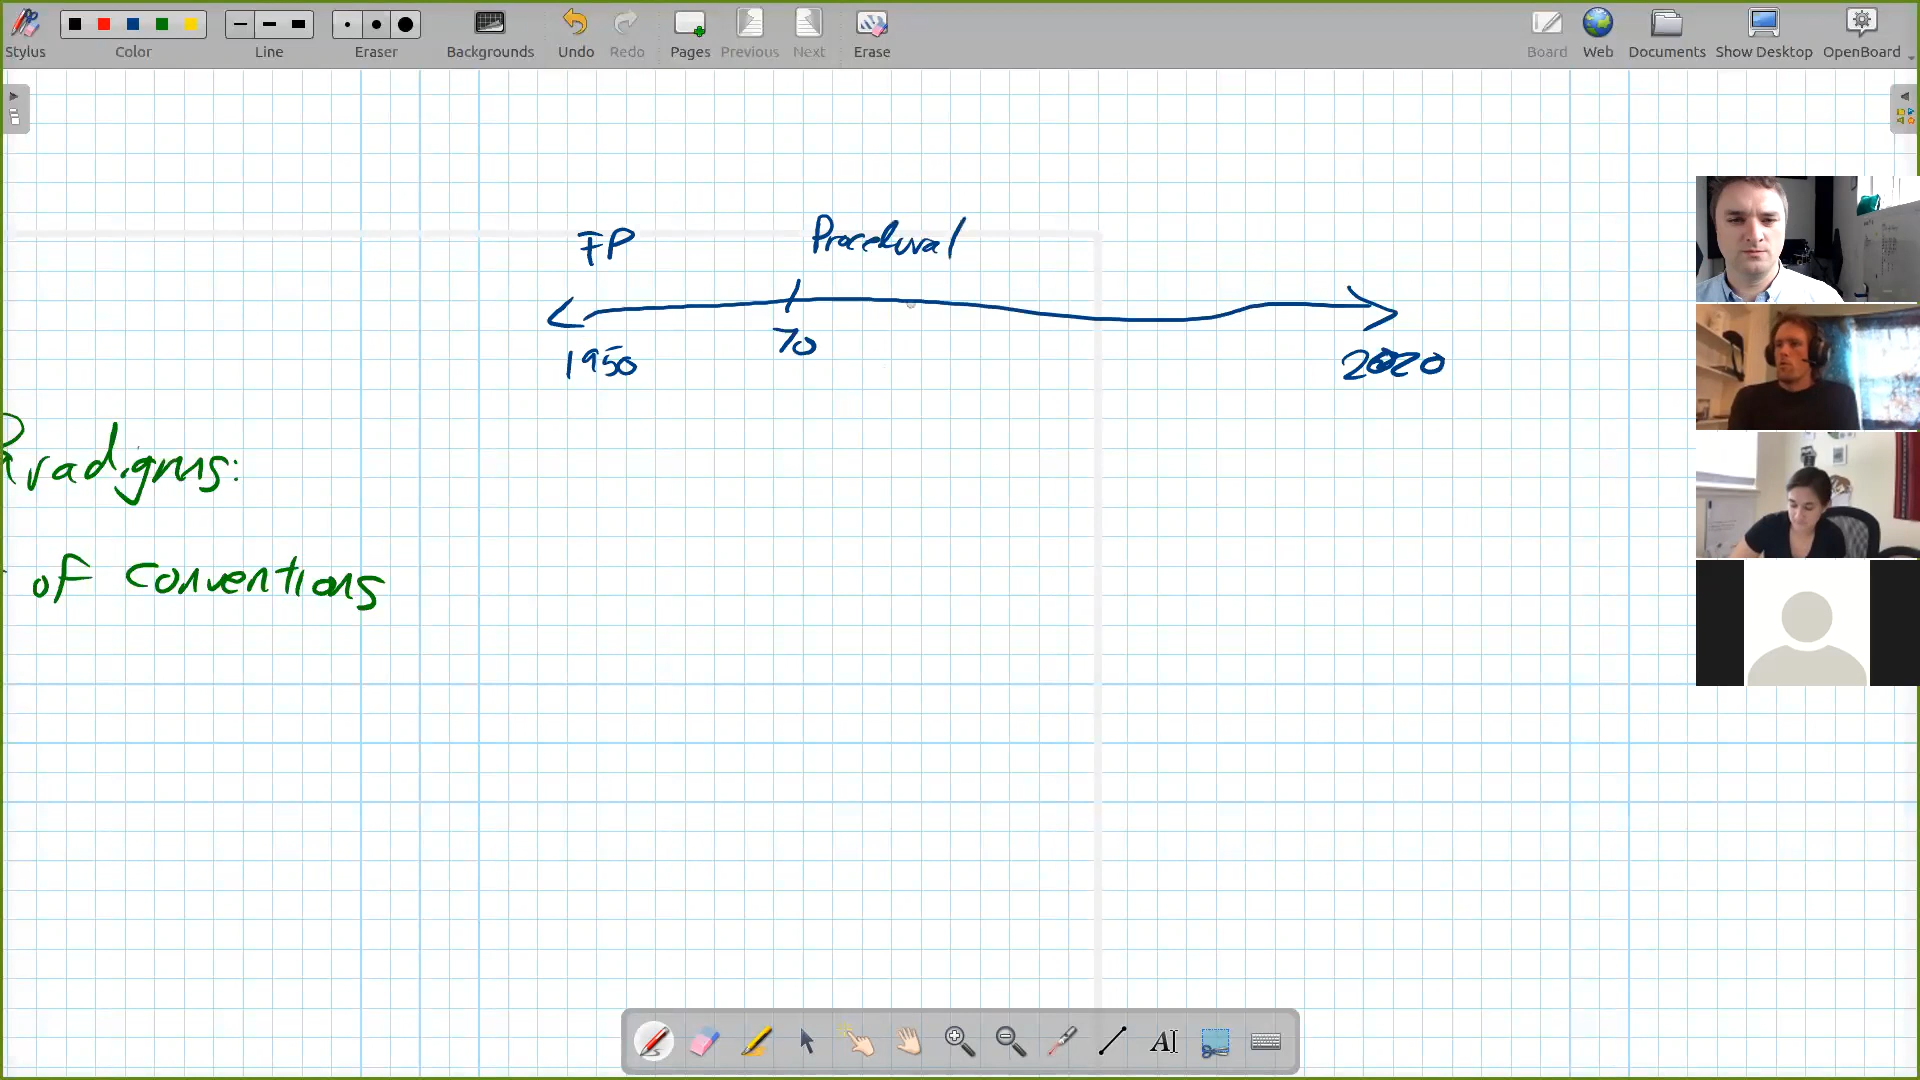 Stylus Color Line Eraser Backgrounds Undo Redo Pages Previous Next Erase Board Web Documents Show Desktop OpenBoard
FP Procedural
70
1950 2020
aradigms:
of conventions